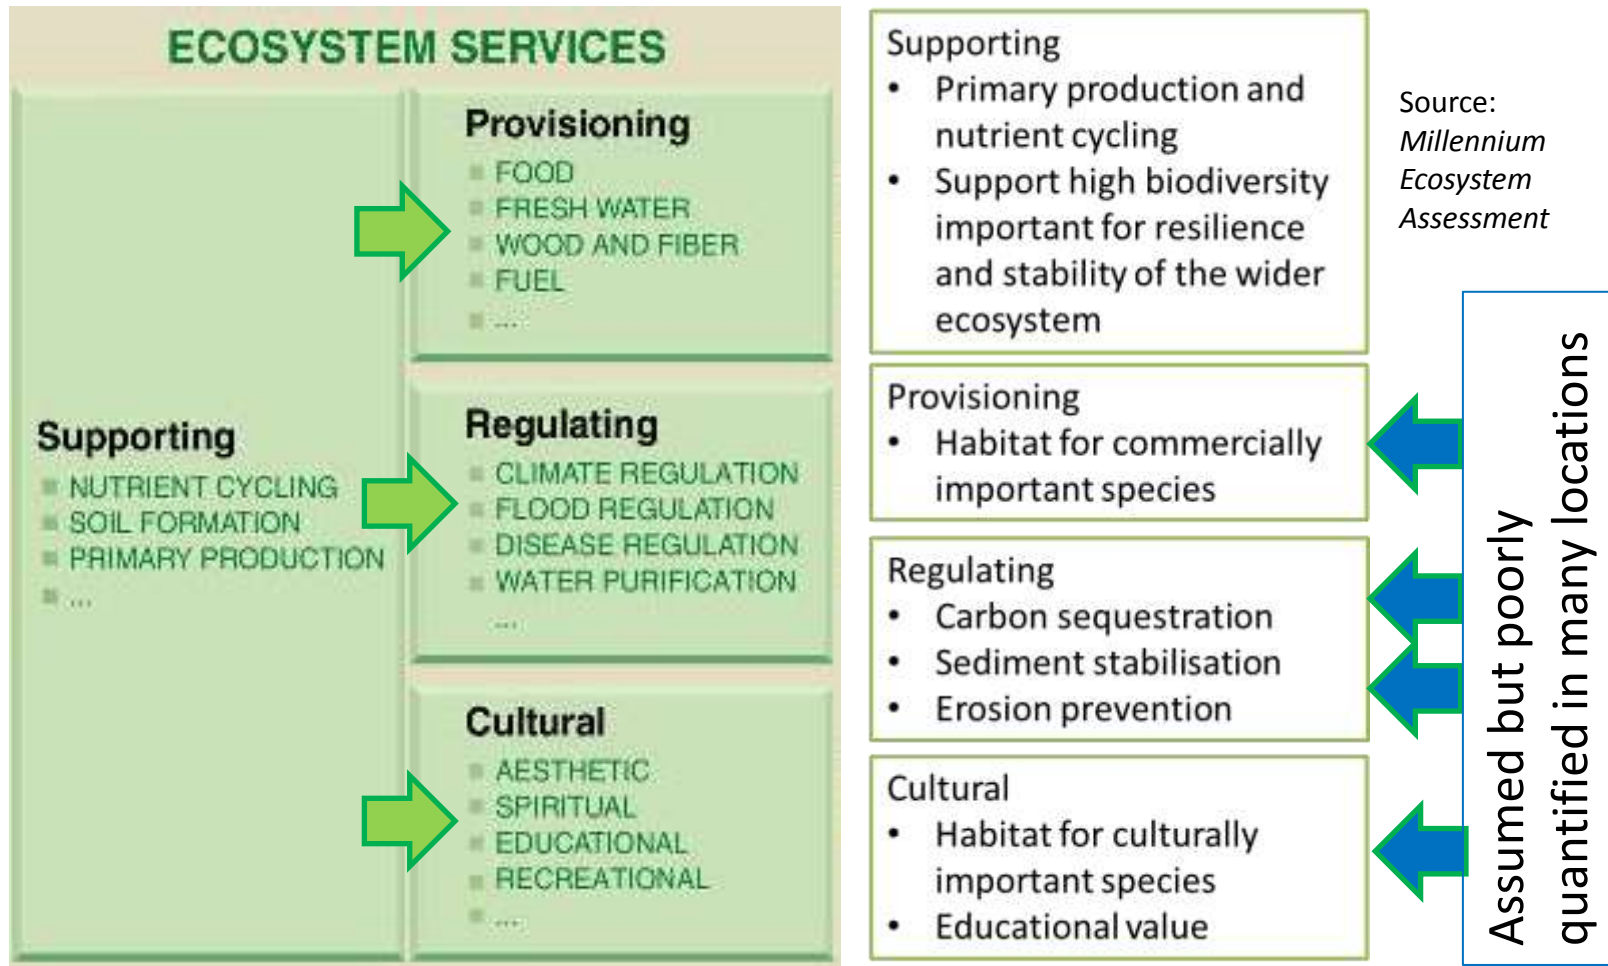 ECOSYSTEM SERVICES
Supporting
NUTRIENT CYCLING
SOIL FORMATION
PRIMARY PRODUCTION
...
Provisioning
FOOD
FRESH WATER
WOOD AND FIBER
FUEL
...
Regulating
CLIMATE REGULATION
FLOOD REGULATION
DISEASE REGULATION
WATER PURIFICATION
...
Cultural
AESTHETIC
SPIRITUAL
EDUCATIONAL
RECREATIONAL
...
Supporting
• Primary production and
nutrient cycling
• Support high biodiversity
important for resilience
and stability of the wider
ecosystem
Provisioning
• Habitat for commercially
important species
Regulating
• Carbon sequestration
• Sediment stabilisation
• Erosion prevention
Cultural
• Habitat for culturally
important species
• Educational value
Source:
Millennium
Ecosystem
Assessment
Assumed but poorly
quantified in many locations